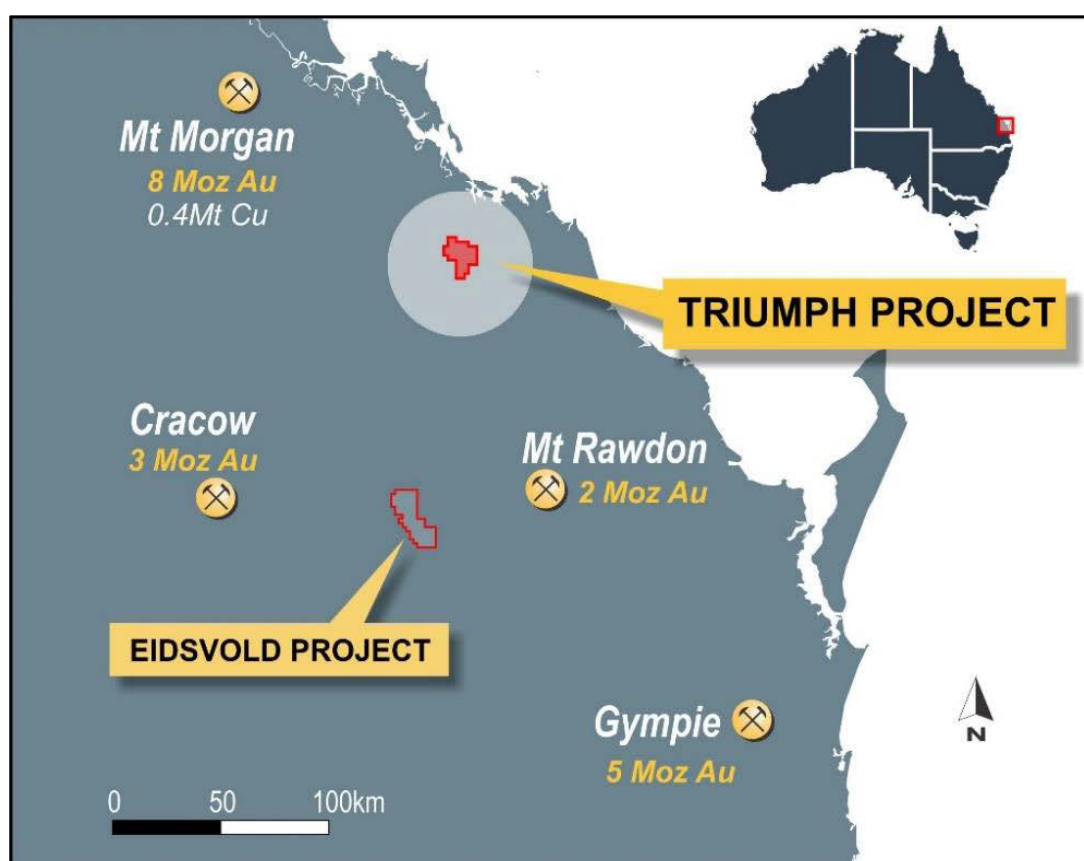 Mt Morgan
8 Moz Au
0.4Mt Cu
TRIUMPH PROJECT
Cracow
3 Moz Au
Mt Rawdon
2 Moz Au
EIDSVOLD PROJECT
Gympie
5 Moz Au
N
0 50 100km